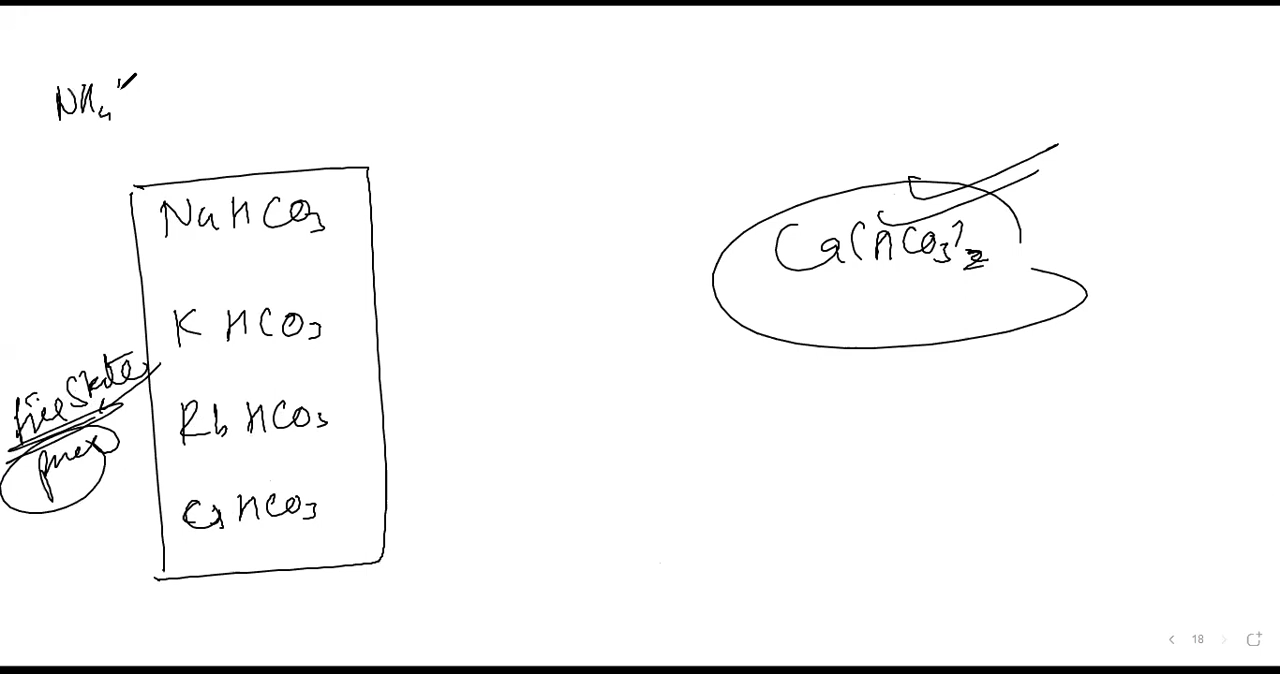 NH4+
NaHCO3
KHCO3
free State
RbHCO3
CsHCO3
Ca(HCO3)2
18